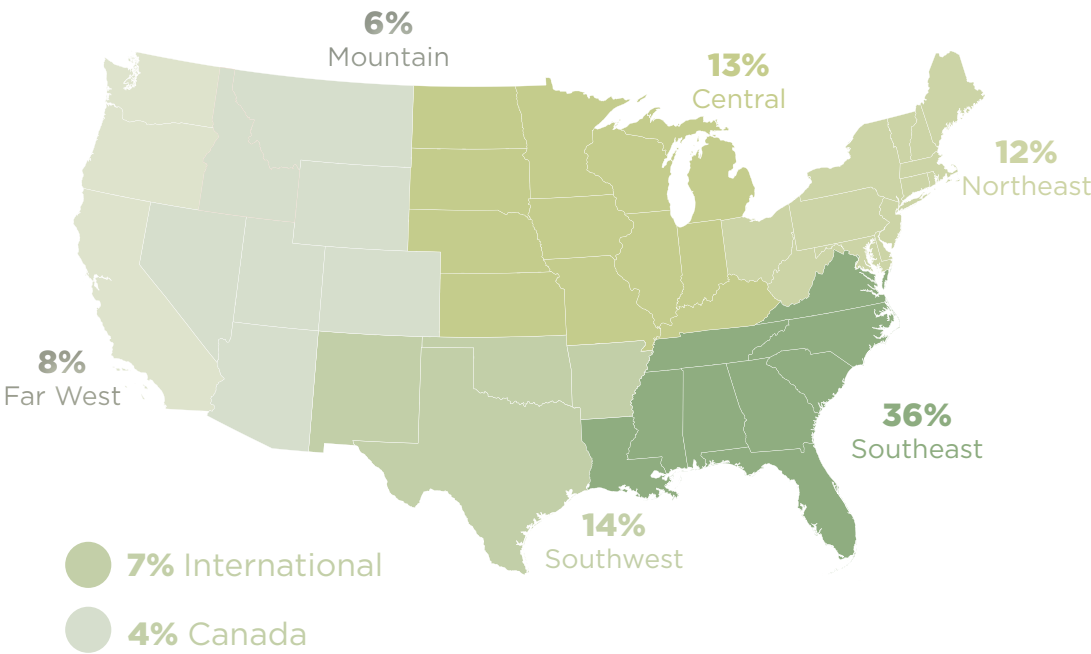 6%
Mountain
13%
Central
12%
Northeast
8%
Far West
36%
Southeast
14%
Southwest
7% International
4% Canada